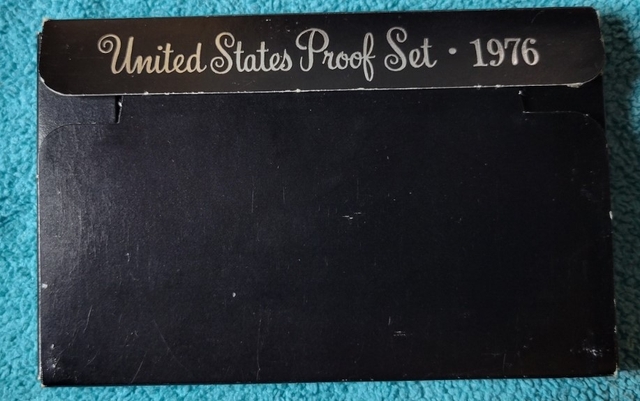 United States Proof Set · 1976